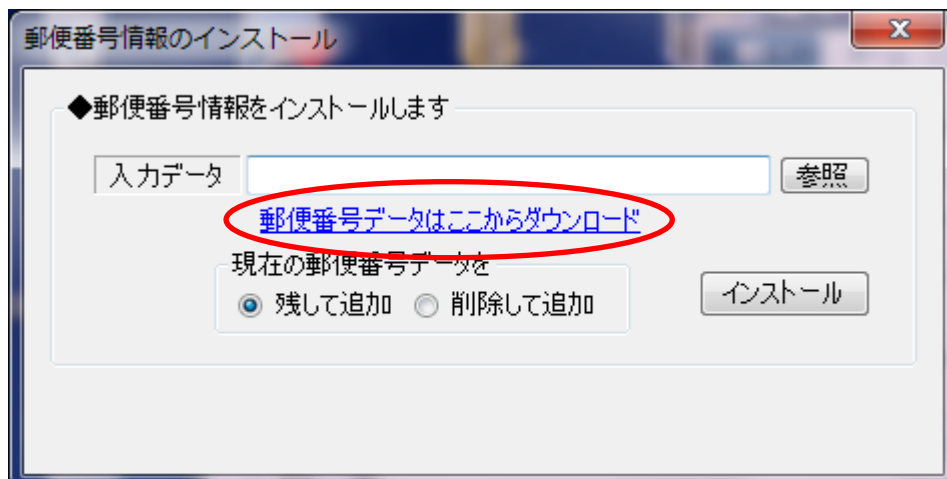 郵便番号情報のインストール
◆郵便番号情報をインストールします
入力データ 参照
郵便番号データはここからダウンロード
現在の郵便番号データを
残して追加 削除して追加 インストール